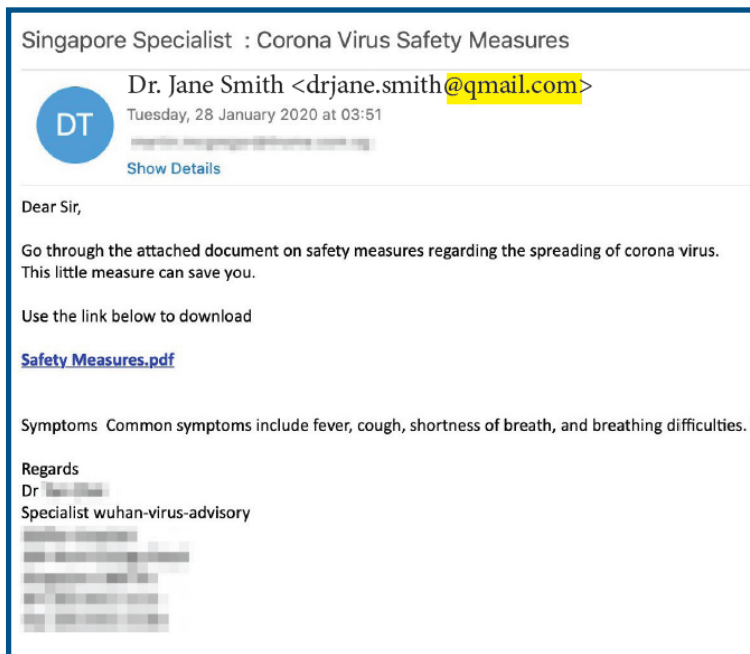 Singapore Specialist : Corona Virus Safety Measures
Dr. Jane Smith <drjane.smith@qmail.com>
DT
Tuesday, 28 January 2020 at 03:51
Show Details
Dear Sir,
Go through the attached document on safety measures regarding the spreading of corona virus.
This little measure can save you.
Use the link below to download
Safety Measures.pdf
Symptoms Common symptoms include fever, cough, shortness of breath, and breathing difficulties.
Regards
Dr
Specialist wuhan-virus-advisory